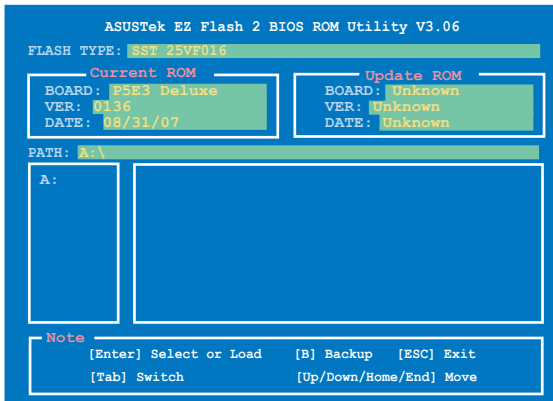 ASUSTek EZ Flash 2 BIOS ROM Utility V3.06
FLASH TYPE: SST 25VF016
Current ROM
BOARD: P5E3 Deluxe
VER: 0136
DATE: 08/31/07
Update ROM
BOARD: Unknown
VER: Unknown
DATE: Unknown
PATH: A:\
A:
Note
[Enter] Select or Load [B] Backup [ESC] Exit
[Tab] Switch [Up/Down/Home/End] Move